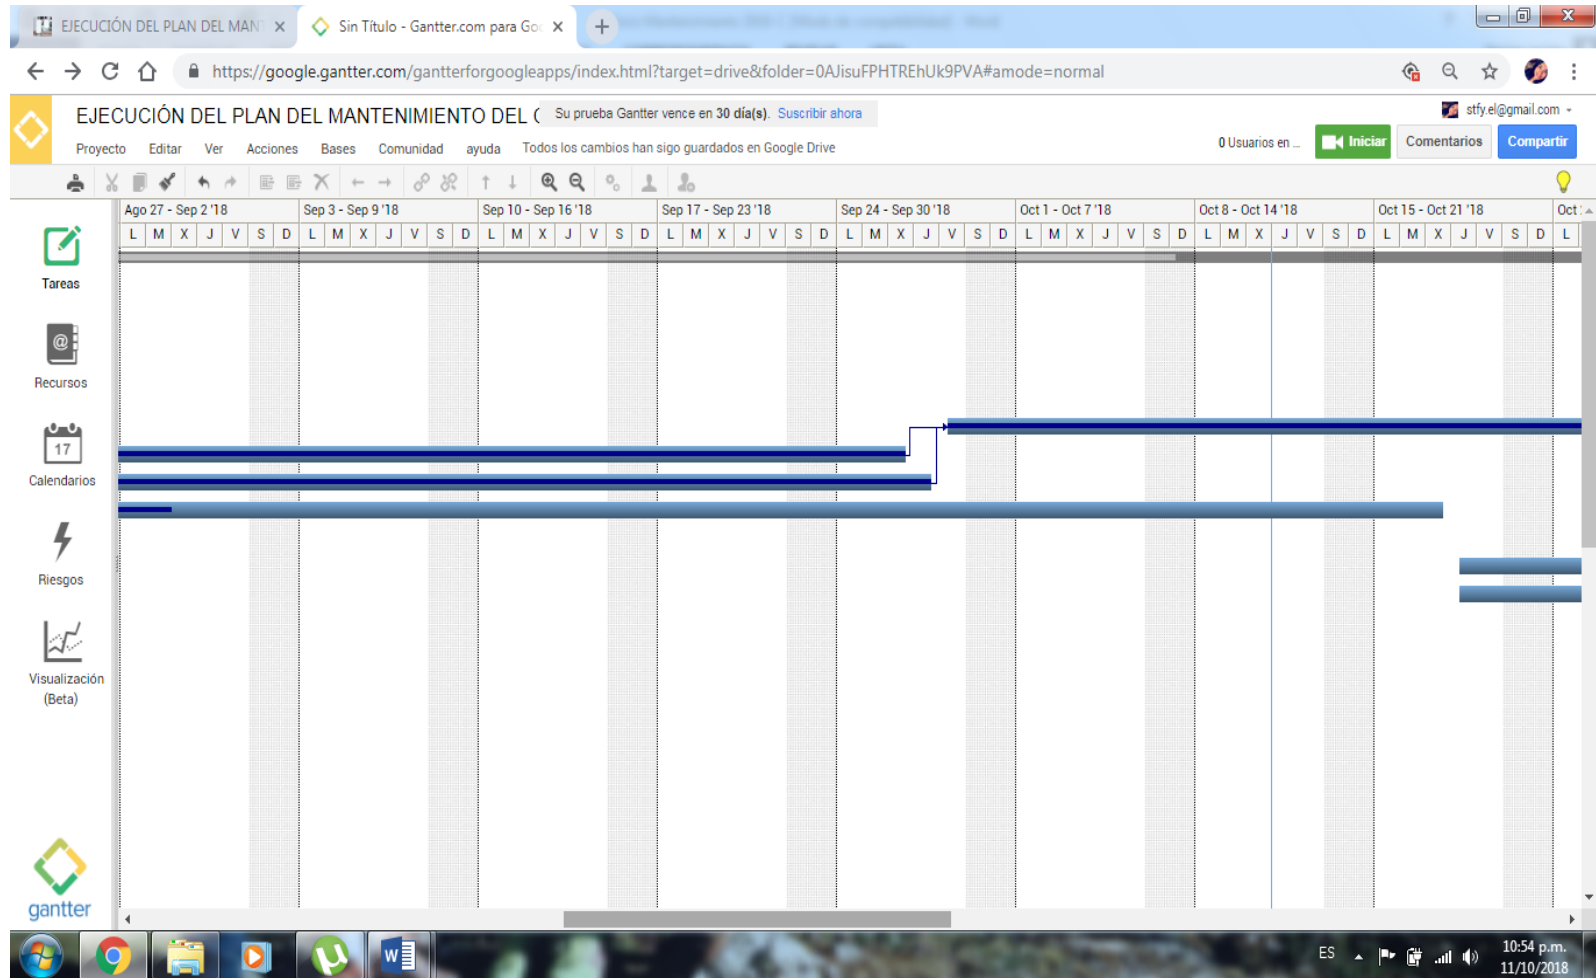 EJECUCIÓN DEL PLAN DEL MAN
Sin Título - Gantter.com para Goo
https://google.gantter.com/gantterforgoogleapps/index.html?target=drive&folder=0AJisuFPHTREhUk9PVA#amode=normal
EJECUCIÓN DEL PLAN DEL MANTENIMIENTO DEL
Su prueba Gantter vence en 30 día(s). Suscribir ahora
stfy.el@gmail.com
Proyecto Editar Ver Acciones Bases Comunidad ayuda Todos los cambios han sigo guardados en Google Drive
0 Usuarios en ... Iniciar Comentarios Compartir
Ago 27 - Sep 2 '18 Sep 3 - Sep 9 '18 Sep 10 - Sep 16 '18 Sep 17 - Sep 23 '18 Sep 24 - Sep 30 '18 Oct 1 - Oct 7 '18 Oct 8 - Oct 14 '18 Oct 15 - Oct 21 '18 Oct
L M X J V S D L M X J V S D L M X J V S D L M X J V S D L M X J V S D L M X J V S D L M X J V S D L M X J V S D L
Tareas
@
Recursos
17
Calendarios
Riesgos
Visualización
(Beta)
gantter
W
ES
10:54 p.m.
11/10/2018